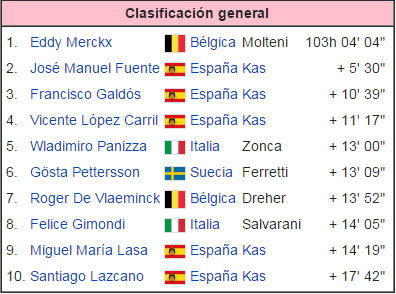 Clasificación general
1. Eddy Merckx Bélgica Molteni 103h 04' 04"
2. José Manuel Fuente España Kas + 5' 30"
3. Francisco Galdós España Kas + 10' 39"
4. Vicente López Carril España Kas + 11' 17"
5. Wladimiro Panizza Italia Zonca + 13' 00"
6. Gösta Pettersson Suecia Ferretti + 13' 09"
7. Roger De Vlaeminck Bélgica Dreher + 13' 52"
8. Felice Gimondi Italia Salvarani + 14' 05"
9. Miguel María Lasa España Kas + 14' 19"
10. Santiago Lazcano España Kas + 17' 42"